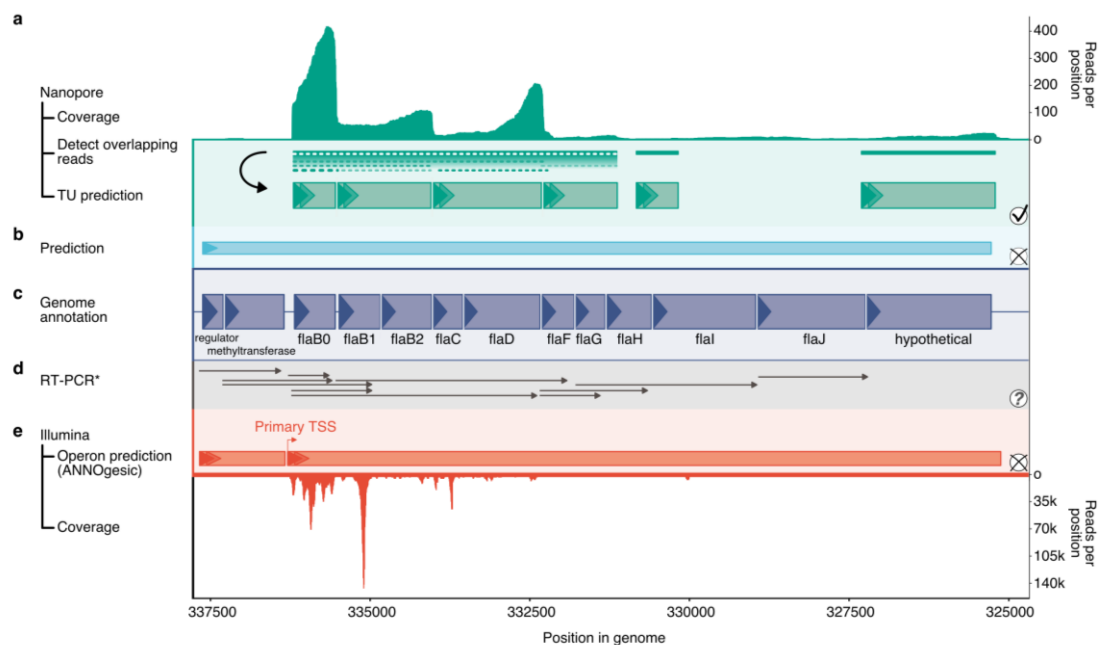 a
400
300
200
100
0
Reads per
position
Nanopore
Coverage
Detect overlapping
reads
TU prediction
b
Prediction
c
Genome
annotation
regulator
methyltransferase
flaB0
flaB1
flaB2
flaC
flaD
flaF
flaG
flaH
flaI
flaJ
hypothetical
d
RT-PCR*
?
e
Illumina
Primary TSS
Operon prediction
(ANNOgesic)
Coverage
0
35k
70k
105k
140k
Reads per
position
337500
335000
332500
330000
327500
325000
Position in genome